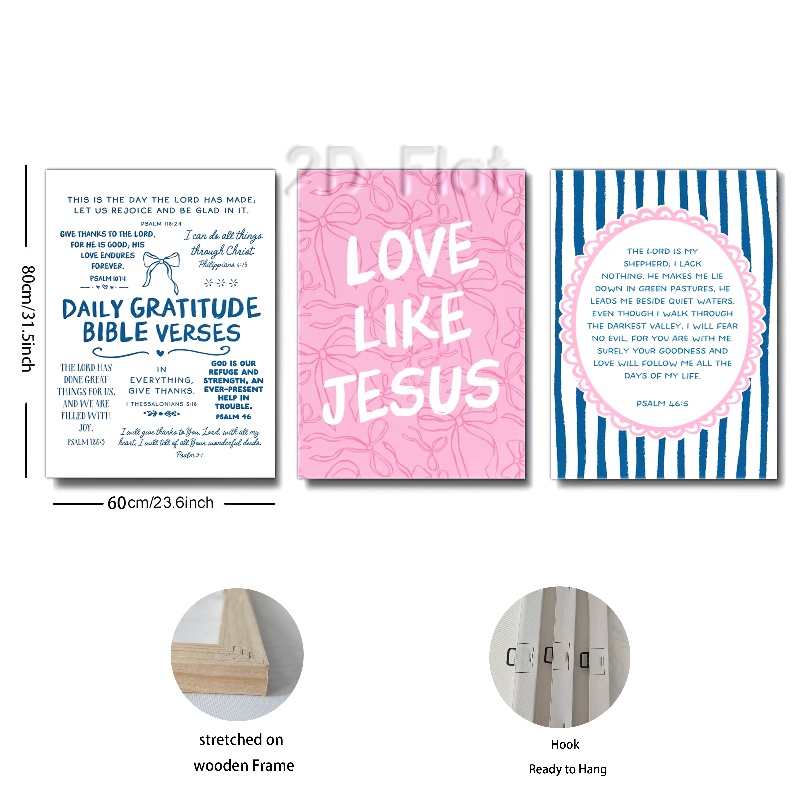 2D Flat
80cm/31.5inch
60cm/23.6inch
THIS IS THE DAY THE LORD HAS MADE;
LET US REJOICE AND BE GLAD IN IT.
PSALM 118:24
GIVE THANKS TO THE LORD,
FOR HE IS GOOD; HIS
LOVE ENDURES
FOREVER.
PSALM 107:1
I can do all things
through Christ
Philippians 4:13
DAILY GRATITUDE
BIBLE VERSES
THE LORD HAS
DONE GREAT
THINGS FOR US,
AND WE ARE
FILLED WITH
JOY.
PSALM 126:3
IN
EVERYTHING,
GIVE THANKS.
1 THESSALONIANS 5:18
GOD IS OUR
REFUGE AND
STRENGTH, AN
EVER-PRESENT
HELP IN
TROUBLE.
PSALM 46
I will give thanks to You, Lord, with all my
heart; I will tell of all Your wonderful deeds.
Psalm 9:1
LOVE
LIKE
JESUS
THE LORD IS MY
SHEPHERD; I LACK
NOTHING. HE MAKES ME LIE
DOWN IN GREEN PASTURES, HE
LEADS ME BESIDE QUIET WATERS.
EVEN THOUGH I WALK THROUGH
THE DARKEST VALLEY, I WILL FEAR
NO EVIL, FOR YOU ARE WITH ME.
SURELY YOUR GOODNESS AND
LOVE WILL FOLLOW ME ALL THE
DAYS OF MY LIFE.
PSALM 46:5
stretched on
wooden Frame
Hook
Ready to Hang